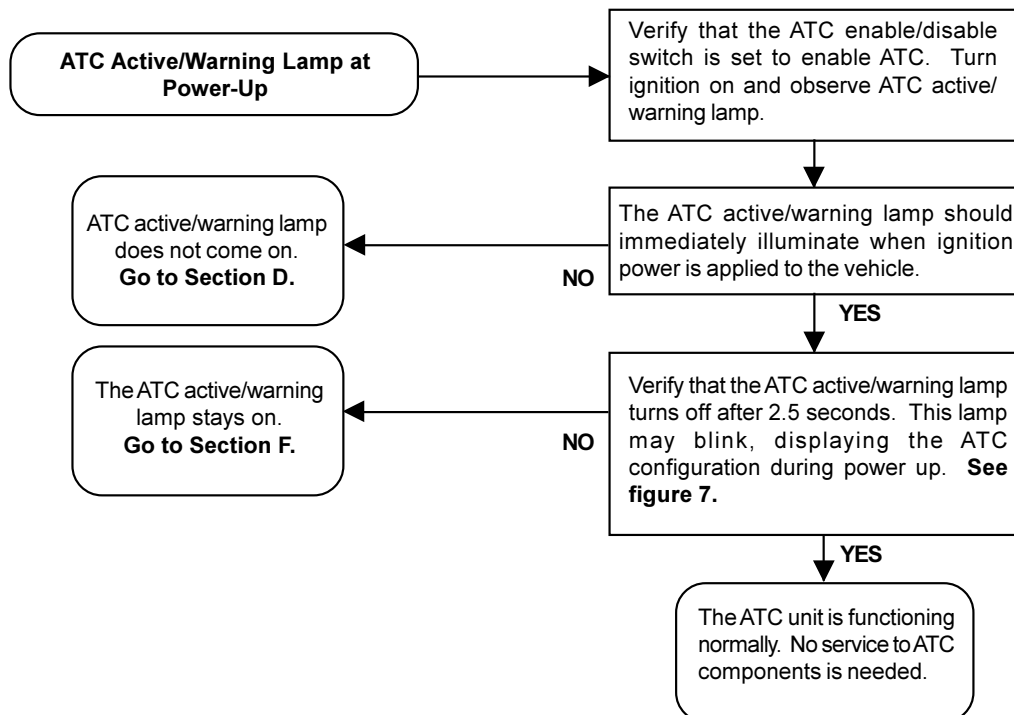 ATC Active/Warning Lamp at
Power-Up
Verify that the ATC enable/disable
switch is set to enable ATC. Turn
ignition on and observe ATC active/
warning lamp.
ATC active/warning lamp
does not come on.
Go to Section D.
NO
The ATC active/warning lamp should
immediately illuminate when ignition
power is applied to the vehicle.
YES
The ATC active/warning
lamp stays on.
Go to Section F.
NO
Verify that the ATC active/warning lamp
turns off after 2.5 seconds. This lamp
may blink, displaying the ATC
configuration during power up. See
figure 7.
YES
The ATC unit is functioning
normally. No service to ATC
components is needed.